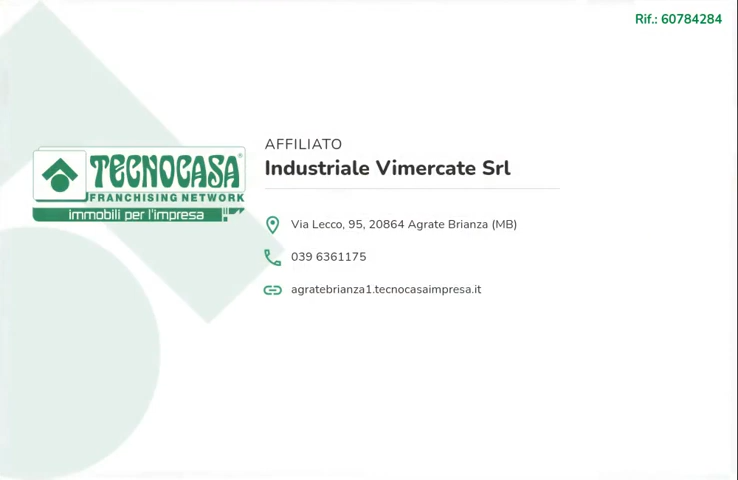 Rif.: 60784284
TECNOCASA®
FRANCHISING NETWORK
immobili per l'impresa
AFFILIATO
Industriale Vimercate Srl
Via Lecco, 95, 20864 Agrate Brianza (MB)
039 6361175
agratebrianza1.tecnocasaimpresa.it